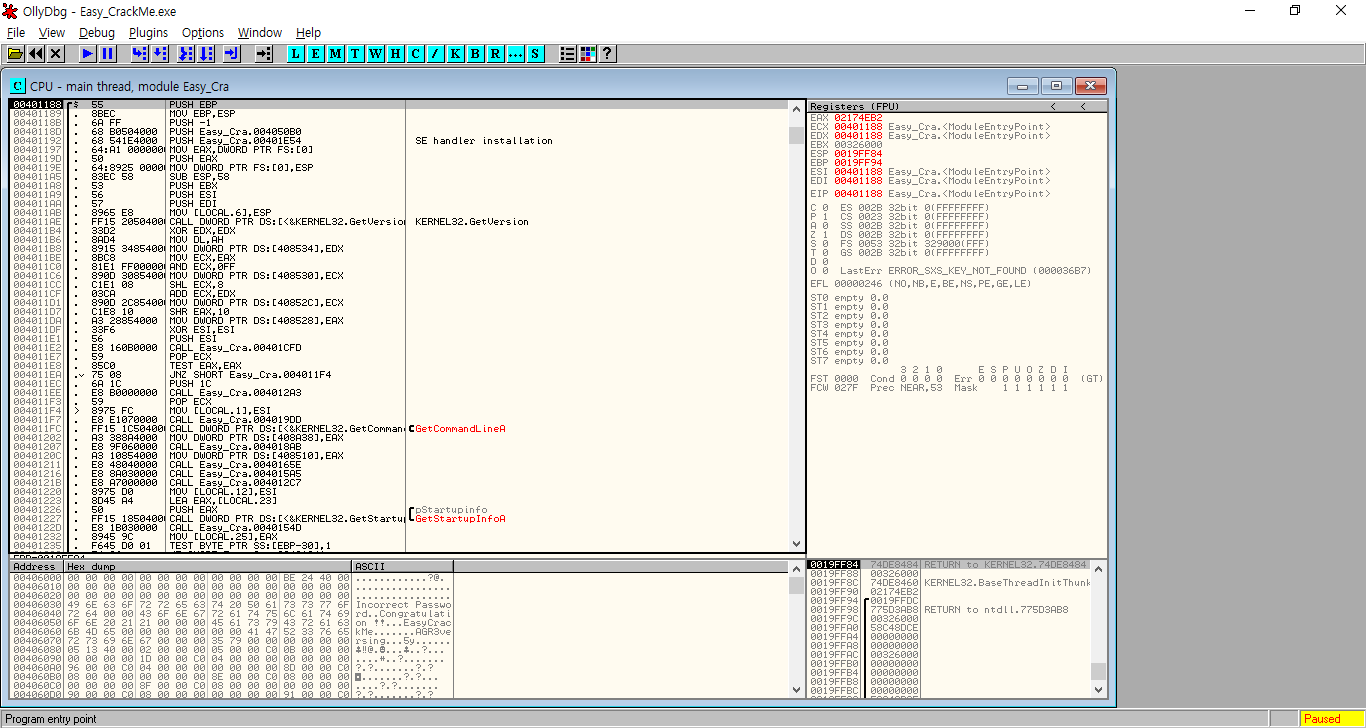 OllyDbg - Easy_CrackMe.exe
File View Debug Plugins Options Window Help
L E M T W H C / K B R ... S ?
C CPU - main thread, module Easy_Cra
00401188 $ 55 PUSH EBP
00401189 . 8BEC MOV EBP,ESP
0040118B . 6A FF PUSH -1
0040118D . 68 B0504000 PUSH Easy_Cra.004050B0
00401192 . 68 541E4000 PUSH Easy_Cra.00401E54 SE handler installation
00401197 . 64:A1 0000000 MOV EAX,DWORD PTR FS:[0]
0040119D . 50 PUSH EAX
0040119E . 64:8925 00000 MOV DWORD PTR FS:[0],ESP
004011A5 . 83EC 58 SUB ESP,58
004011A8 . 53 PUSH EBX
004011A9 . 56 PUSH ESI
004011AA . 57 PUSH EDI
004011AB . 8965 E8 MOV [LOCAL.6],ESP
004011AE . FF15 20504000 CALL DWORD PTR DS:[<&KERNEL32.GetVersion KERNEL32.GetVersion
004011B4 . 33D2 XOR EDX,EDX
004011B6 . 8AD4 MOV DL,AH
004011B8 . 8915 34854000 MOV DWORD PTR DS:[408534],EDX
004011BE . 8BC8 MOV ECX,EAX
004011C0 . 81E1 FF000000 AND ECX,0FF
004011C6 . 890D 30854000 MOV DWORD PTR DS:[408530],ECX
004011CC . C1E1 08 SHL ECX,8
004011CF . 03CA ADD ECX,EDX
004011D1 . 890D 2C854000 MOV DWORD PTR DS:[40852C],ECX
004011D7 . C1E8 10 SHR EAX,10
004011DA . A3 28854000 MOV DWORD PTR DS:[408528],EAX
004011DF . 33F6 XOR ESI,ESI
004011E1 . 56 PUSH ESI
004011E2 . E8 160B0000 CALL Easy_Cra.00401CFD
004011E7 . 59 POP ECX
004011E8 . 85C0 TEST EAX,EAX
004011EA . 75 08 JNZ SHORT Easy_Cra.004011F4
004011EC . 6A 1C PUSH 1C
004011EE . E8 B0000000 CALL Easy_Cra.004012A3
004011F3 . 59 POP ECX
004011F4 > 8975 FC MOV [LOCAL.1],ESI
004011F7 . E8 E1070000 CALL Easy_Cra.004019DD
004011FC . FF15 1C504000 CALL DWORD PTR DS:[<&KERNEL32.GetComman GetCommandLineA
00401202 . A3 388A4000 MOV DWORD PTR DS:[408A38],EAX
00401207 . E8 9F060000 CALL Easy_Cra.004018AB
0040120C . A3 10854000 MOV DWORD PTR DS:[408510],EAX
00401211 . E8 48040000 CALL Easy_Cra.0040165E
00401216 . E8 8A030000 CALL Easy_Cra.004015A5
0040121B . E8 A7000000 CALL Easy_Cra.004012C7
00401220 . 8975 D0 MOV [LOCAL.12],ESI
00401223 . 8D45 A4 LEA EAX,[LOCAL.23]
00401226 . 50 PUSH EAX pStartupinfo
00401227 . FF15 18504000 CALL DWORD PTR DS:[<&KERNEL32.GetStartup GetStartupInfoA
0040122D . E8 1B030000 CALL Easy_Cra.0040154D
00401232 . 8945 9C MOV [LOCAL.25],EAX
00401235 . F645 D0 01 TEST BYTE PTR SS:[EBP-30],1
Registers (FPU) < <
EAX 02174EB2
ECX 00401188 Easy_Cra.<ModuleEntryPoint>
EDX 00401188 Easy_Cra.<ModuleEntryPoint>
EBX 00326000
ESP 0019FF84
EBP 0019FF94
ESI 00401188 Easy_Cra.<ModuleEntryPoint>
EDI 00401188 Easy_Cra.<ModuleEntryPoint>
EIP 00401188 Easy_Cra.<ModuleEntryPoint>
C 0 ES 002B 32bit 0(FFFFFFFF)
P 1 CS 0023 32bit 0(FFFFFFFF)
A 0 SS 002B 32bit 0(FFFFFFFF)
Z 1 DS 002B 32bit 0(FFFFFFFF)
S 0 FS 0053 32bit 329000(FFF)
T 0 GS 002B 32bit 0(FFFFFFFF)
D 0
O 0 LastErr ERROR_SXS_KEY_NOT_FOUND (000036B7)
EFL 00000246 (NO,NB,E,BE,NS,PE,GE,LE)
ST0 empty 0.0
ST1 empty 0.0
ST2 empty 0.0
ST3 empty 0.0
ST4 empty 0.0
ST5 empty 0.0
ST6 empty 0.0
ST7 empty 0.0
3 2 1 0 E S P U O Z D I
FST 0000 Cond 0 0 0 0 Err 0 0 0 0 0 0 0 0 (GT)
FCW 027F Prec NEAR,53 Mask 1 1 1 1 1 1
Address Hex dump ASCII
00406000 00 00 00 00 00 00 00 00 00 00 00 00 BE 24 40 00 ............?$@.
00406010 00 00 00 00 00 00 00 00 00 00 00 00 00 00 00 00 ................
00406020 00 00 00 00 00 00 00 00 00 00 00 00 00 00 00 00 ................
00406030 49 6E 63 6F 72 72 65 63 74 20 50 61 73 73 77 6F Incorrect Passwo
00406040 72 64 00 00 43 6F 6E 67 72 61 74 75 6C 61 74 69 rd..Congratulati
00406050 6F 6E 20 21 21 00 00 00 45 61 73 79 43 72 61 63 on !!...EasyCrac
00406060 6B 4D 65 00 00 00 00 00 00 00 41 47 52 33 76 65 kMe.......AGR3ve
00406070 72 73 69 6E 67 00 00 00 35 79 00 00 00 00 00 00 rsing...5y......
00406080 05 13 40 00 02 00 00 00 05 00 00 C0 0B 00 00 00
00406090 00 00 00 00 1D 00 00 C0 04 00 00 00 00 00 00 00
004060A0 96 00 00 C0 04 00 00 00 00 00 00 00 8D 00 00 C0
004060B0 08 00 00 00 00 00 00 00 8E 00 00 C0 08 00 00 00
004060C0 00 00 00 00 8F 00 00 C0 08 00 00 00 00 00 00 00
004060D0 90 00 00 C0 08 00 00 00 00 00 00 00 91 00 00 C0
0019FF84 74DE8484 RETURN to KERNEL32.74DE8484
0019FF88 00326000
0019FF8C 74DE8460 KERNEL32.BaseThreadInitThunk
0019FF90 02174EB2
0019FF94 0019FFDC
0019FF98 775D3AB8 RETURN to ntdll.775D3AB8
0019FF9C 00326000
0019FFA0 58C48DCE
0019FFA4 00000000
0019FFA8 00000000
0019FFAC 00326000
0019FFB0 00000000
0019FFB4 00000000
0019FFB8 00000000
0019FFBC 00000000
Program entry point
Paused